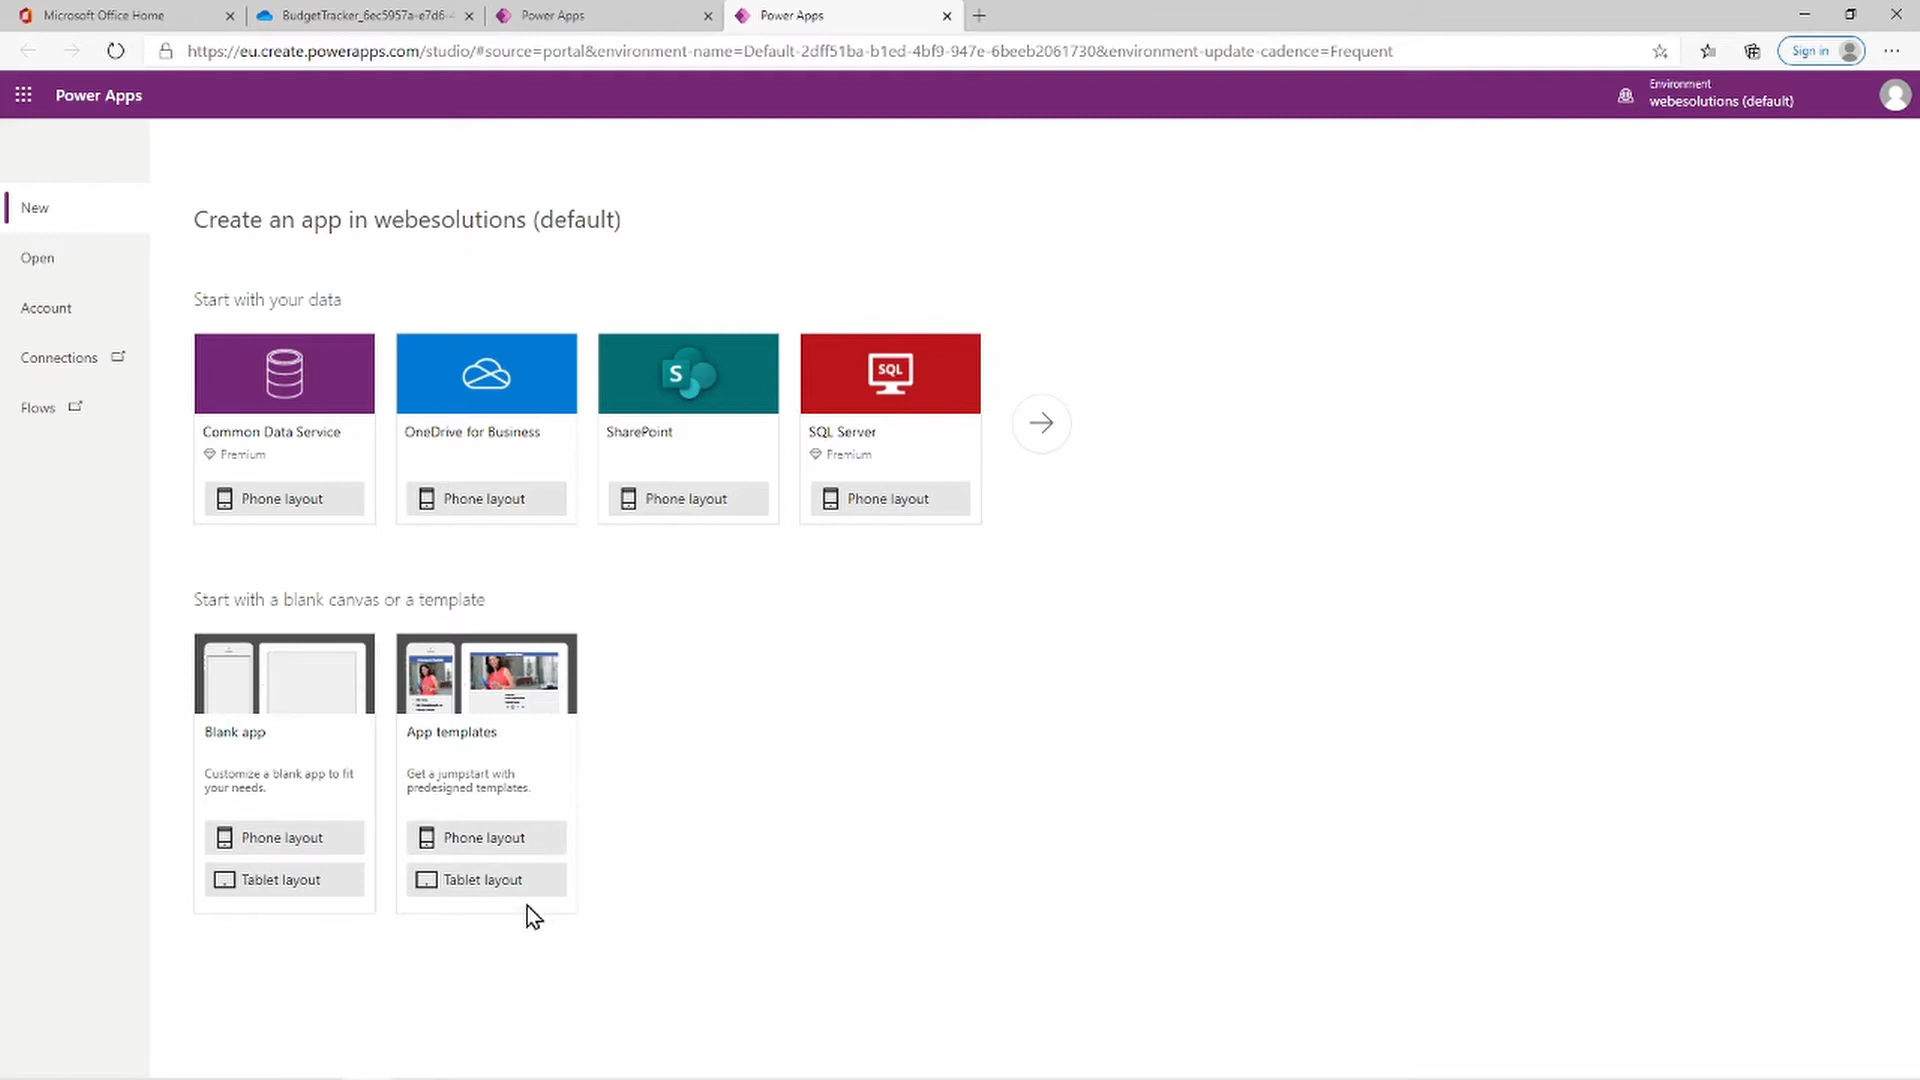 Microsoft Office Home
BudgetTracker_6ec5957a-e7d6-
Power Apps
Power Apps
https://eu.create.powerapps.com/studio/#source=portal&environment-name=Default-2dff51ba-b1ed-4bf9-947e-6beeb2061730&environment-update-cadence=Frequent
Sign in
Power Apps
Environment
webesolutions (default)
New
Open
Account
Connections
Flows
Create an app in webesolutions (default)
Start with your data
S
SQL
Common Data Service
Premium
Phone layout
OneDrive for Business
Phone layout
SharePoint
Phone layout
SQL Server
Premium
Phone layout
Start with a blank canvas or a template
Blank app
Customize a blank app to fit
your needs.
Phone layout
Tablet layout
App templates
Get a jumpstart with
predesigned templates.
Phone layout
Tablet layout